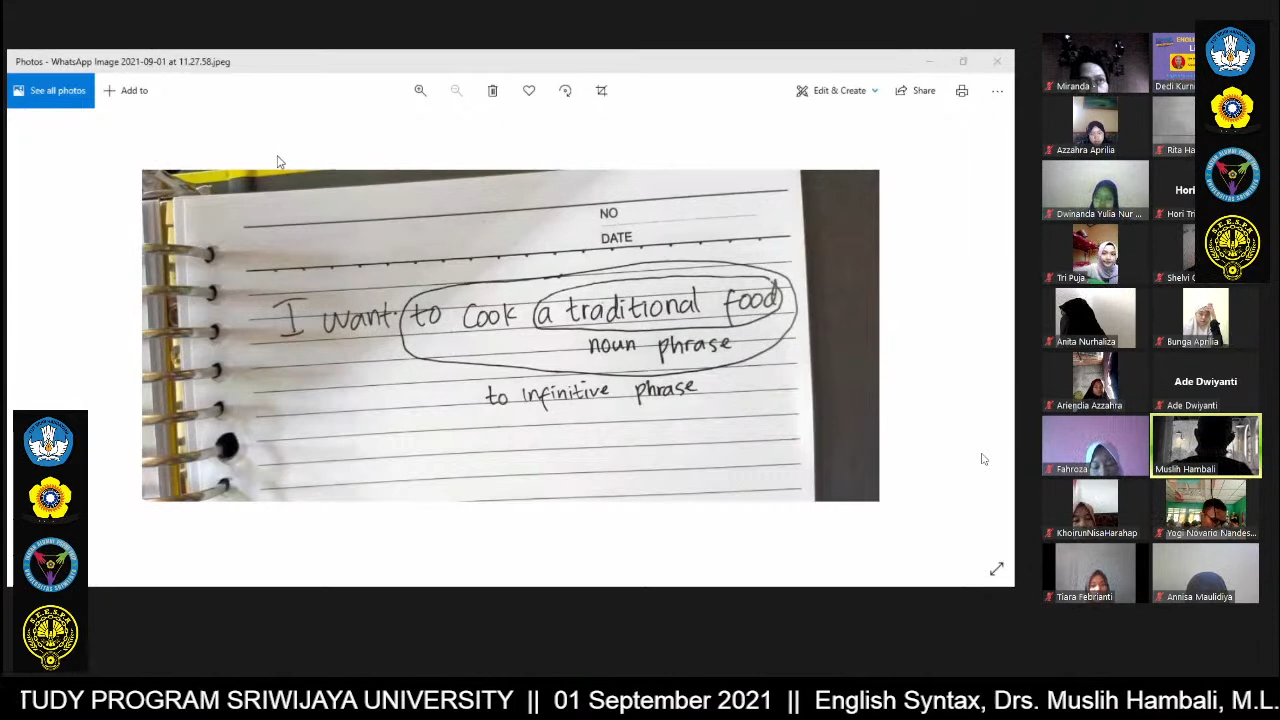 Photos - WhatsApp Image 2021-09-01 at 11.27.58.jpeg
See all photos
Add to
Edit & Create
Share
NO
DATE
I want to cook a traditional food
noun phrase
to infinitive phrase
Miranda -
Dedi Kurn
Azzahra Aprilia
Rita Ha
Dwinanda Yulia Nur ...
Hori
Hori Tri
Tri Puja
Shelvi
Anita Nurhaliza
Bunga Aprilia
Ariendia Azzahra
Ade Dwiyanti
Ade Dwiyanti
Fahroza
Muslih Hambali
KhoirunNisaHarahap
Yogi Novario Nandes...
Tiara Febrianti
Annisa Maulidiya
S.E.E.S.P.A
S.E.E.S.P.A
TUDY PROGRAM SRIWIJAYA UNIVERSITY || 01 September 2021 || English Syntax, Drs. Muslih Hambali, M.L.